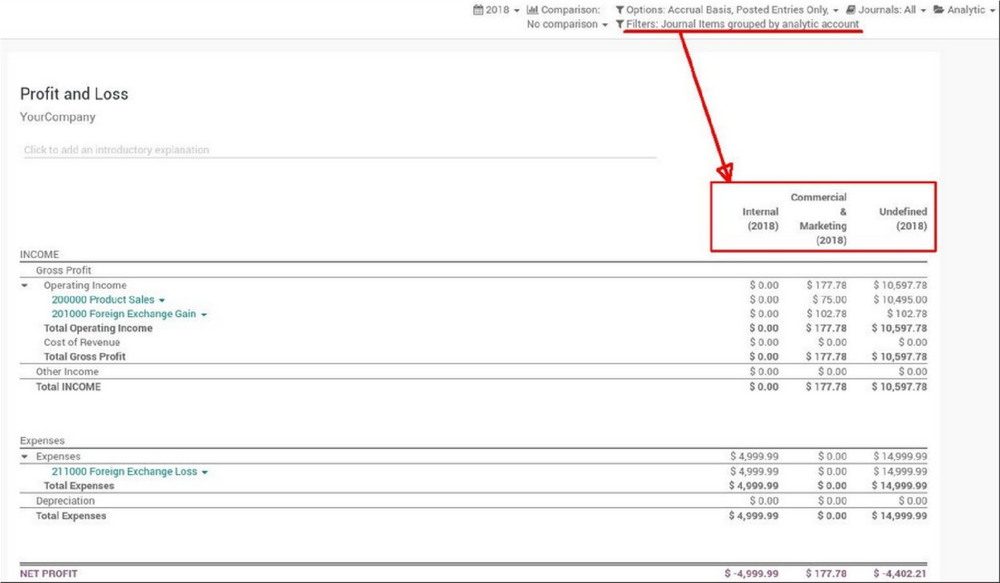 2018 Comparison: Options: Accrual Basis, Posted Entries Only, Journals: All Analytic
No comparison Filters: Journal Items grouped by analytic account
Profit and Loss
YourCompany
Click to add an introductory explanation
Commercial
Internal & Undefined
(2018) Marketing (2018)
(2018)
INCOME
Gross Profit
Operating Income $ 0.00 $ 177.78 $ 10,597.78
200000 Product Sales $ 0.00 $ 75.00 $ 10,495.00
201000 Foreign Exchange Gain $ 0.00 $ 102.78 $ 102.78
Total Operating Income $ 0.00 $ 177.78 $ 10,597.78
Cost of Revenue $ 0.00 $ 0.00 $ 0.00
Total Gross Profit $ 0.00 $ 177.78 $ 10,597.78
Other Income $ 0.00 $ 0.00 $ 0.00
Total INCOME $ 0.00 $ 177.78 $ 10,597.78
Expenses
Expenses $ 4,999.99 $ 0.00 $ 14,999.99
211000 Foreign Exchange Loss $ 4,999.99 $ 0.00 $ 14,999.99
Total Expenses $ 4,999.99 $ 0.00 $ 14,999.99
Depreciation $ 0.00 $ 0.00 $ 0.00
Total Expenses $ 4,999.99 $ 0.00 $ 14,999.99
NET PROFIT $ -4,999.99 $ 177.78 $ -4,402.21